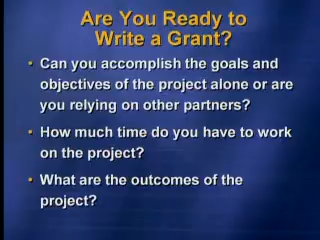 Are You Ready to
Write a Grant?
• Can you accomplish the goals and
objectives of the project alone or are
you relying on other partners?
• How much time do you have to work
on the project?
• What are the outcomes of the
project?